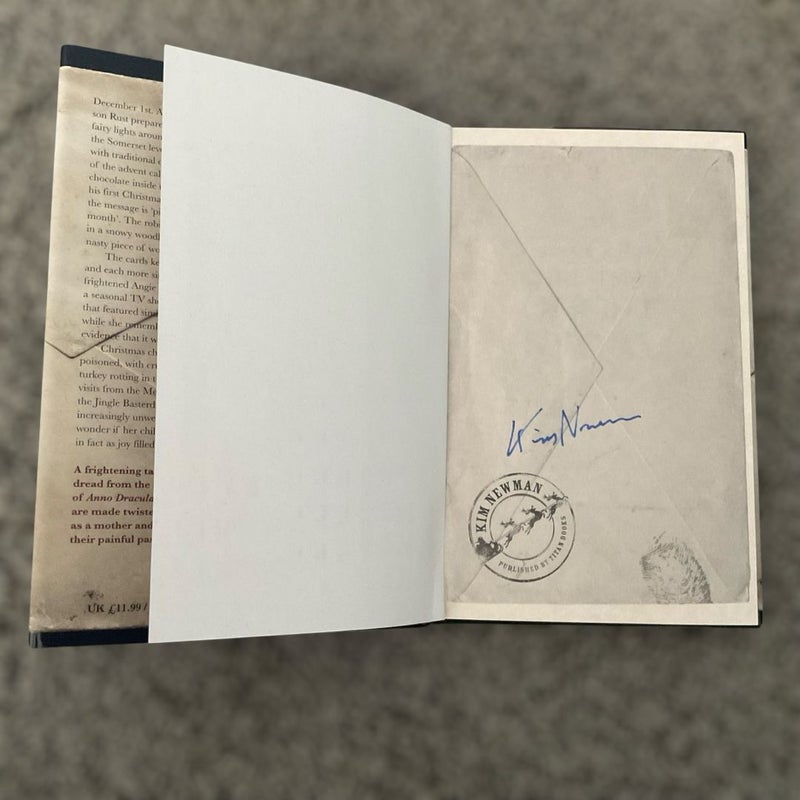 December 1st. A
son Rust prepare
fairy lights aroun
the Somerset lev
with traditional
of the advent cal
chocolate inside
his first Christma
the message is 'p
month'. The rob
in a snowy wood
nasty piece of wo
The cards ke
and each more si
frightened Angie
a seasonal TV sh
that featured sin
while she rememb
evidence that it w
Christmas ch
poisoned, with cr
turkey rotting in t
visits from the Me
the Jingle Basterd
increasingly unwe
wonder if her chil
in fact as joy filled
A frightening ta
dread from the
of Anno Dracula
are made twiste
as a mother and
their painful pa
UK £11.99 /
Kim Newman
KIM NEWMAN
PUBLISHED BY TITAN BOOKS